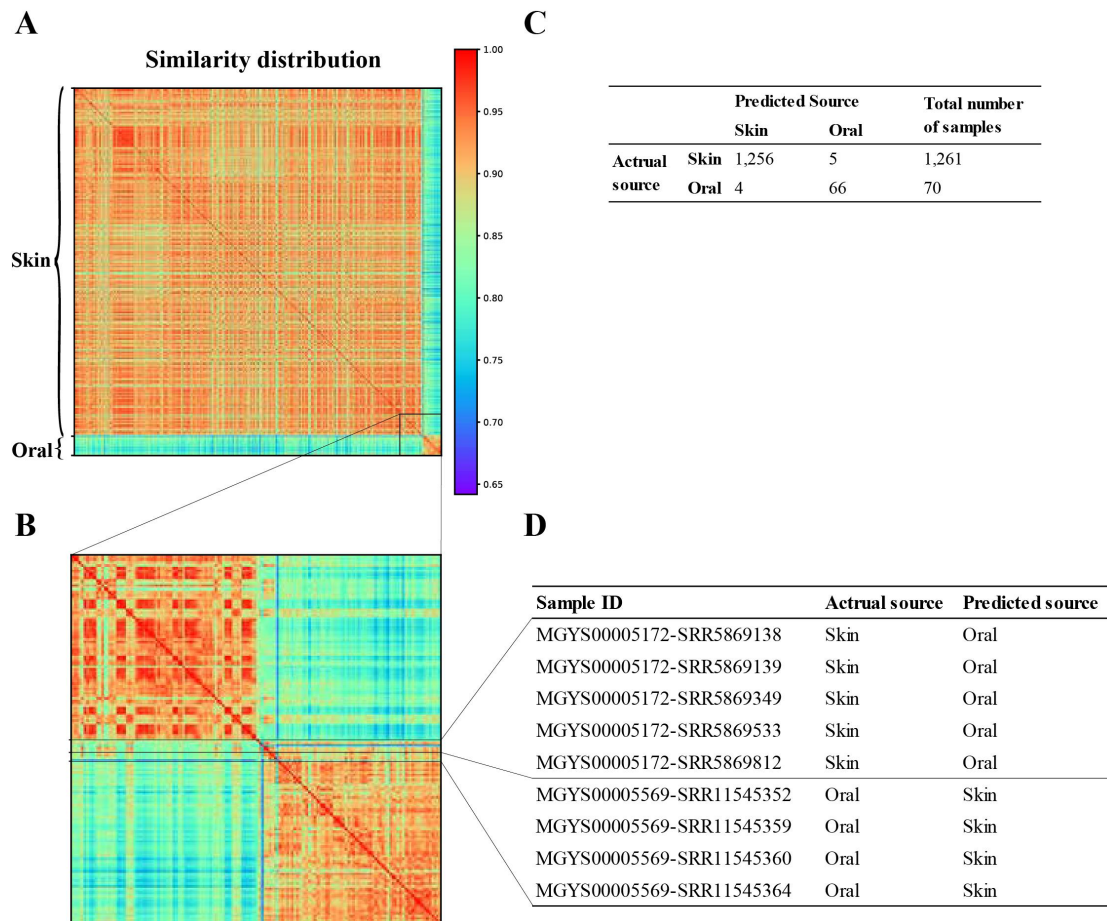 A
Similarity distribution
Skin
Oral
1.00
0.95
0.90
0.85
0.80
0.75
0.70
0.65
C
Predicted Source
Total number of samples
Skin Oral
Actrual source
Skin 1,256 5 1,261
Oral 4 66 70
B
D
Sample ID Actrual source Predicted source
MGYS00005172-SRR5869138 Skin Oral
MGYS00005172-SRR5869139 Skin Oral
MGYS00005172-SRR5869349 Skin Oral
MGYS00005172-SRR5869533 Skin Oral
MGYS00005172-SRR5869812 Skin Oral
MGYS00005569-SRR11545352 Oral Skin
MGYS00005569-SRR11545359 Oral Skin
MGYS00005569-SRR11545360 Oral Skin
MGYS00005569-SRR11545364 Oral Skin